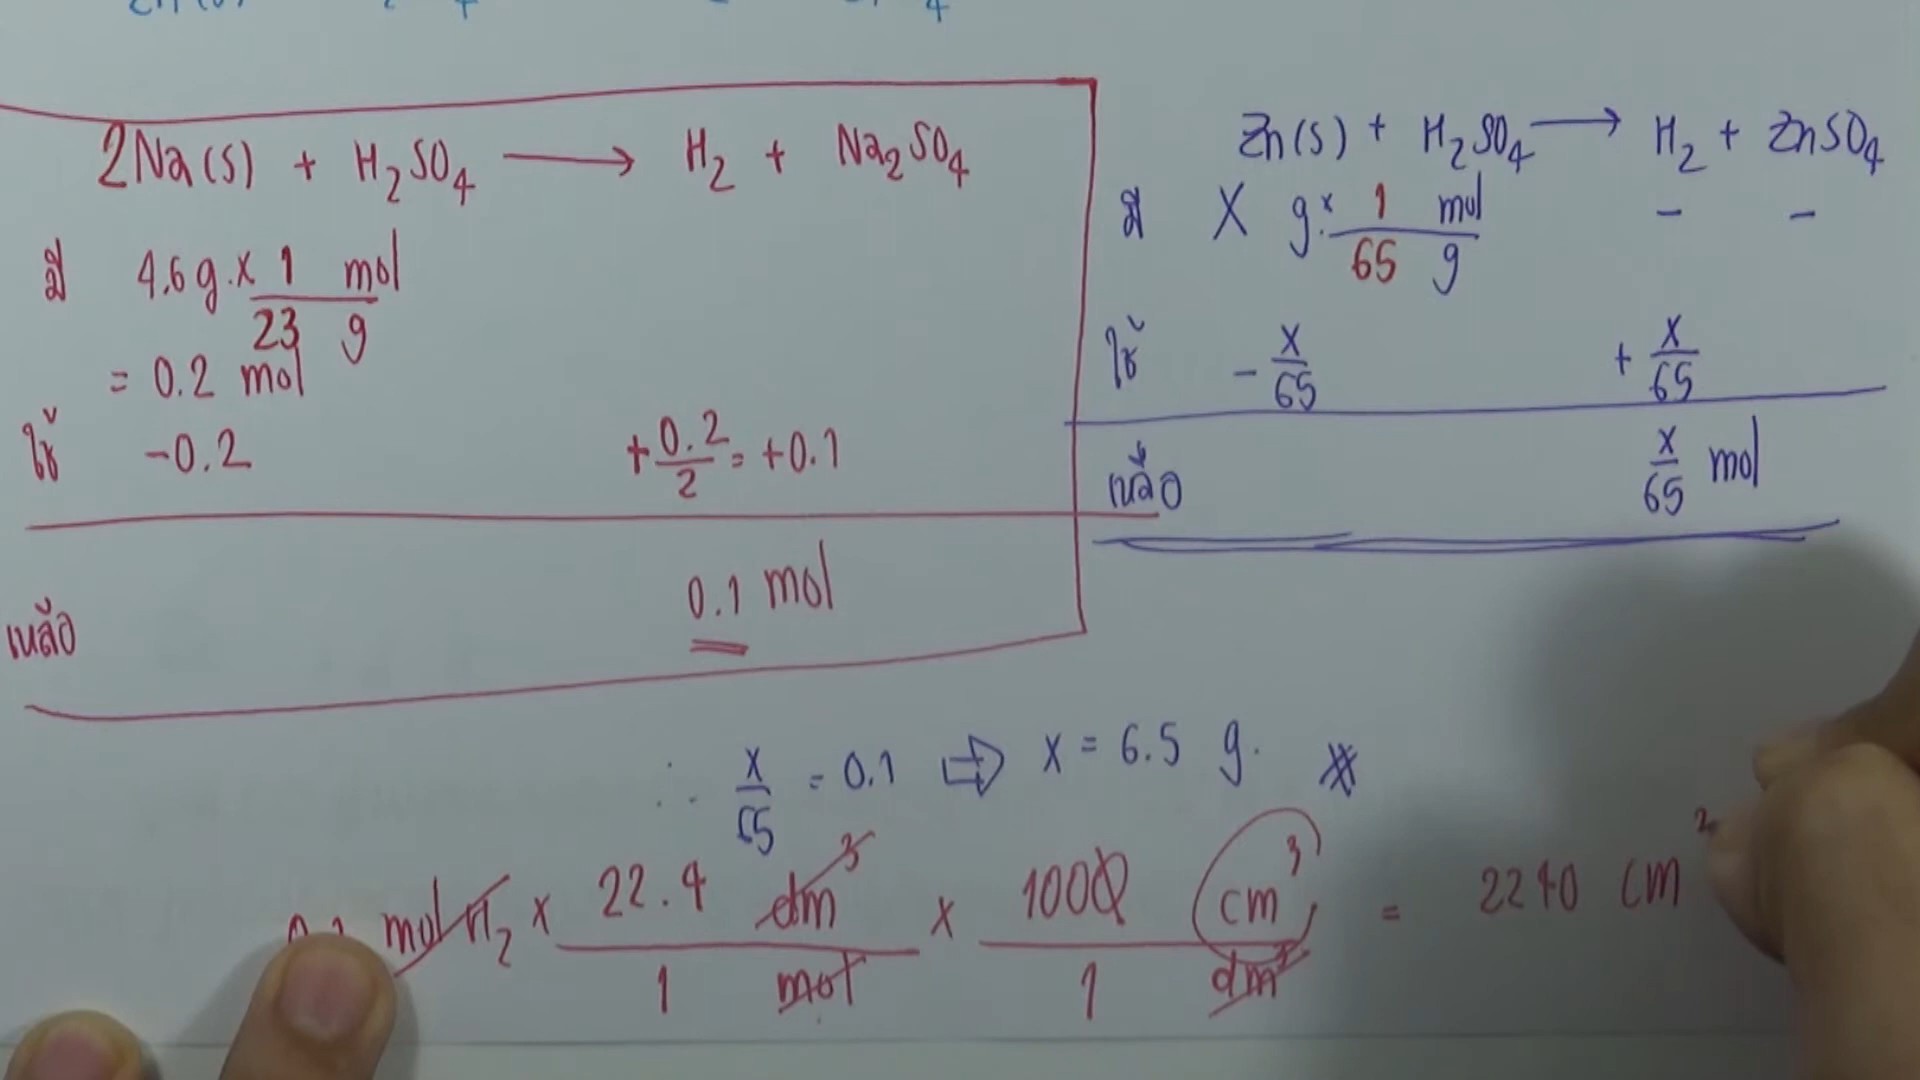 2Na(s) + H₂SO₄ ⟶ H₂ + Na₂SO₄
มี 4.6 g. x 1 mol
23 g
= 0.2 mol
ใช้ -0.2 + 0.2/2 = +0.1
เหลือ 0.1 mol
Zn(s) + H₂SO₄ ⟶ H₂ + ZnSO₄
มี X g. x 1 mol - -
65 g
ใช้ - x/65 + x/65
เหลือ x/65 mol
∴ x/65 = 0.1 ⇨ x = 6.5 g. #
mol H₂ x 22.4 dm³ x 1000 cm³ = 2240 cm
1 mol 1 dm³